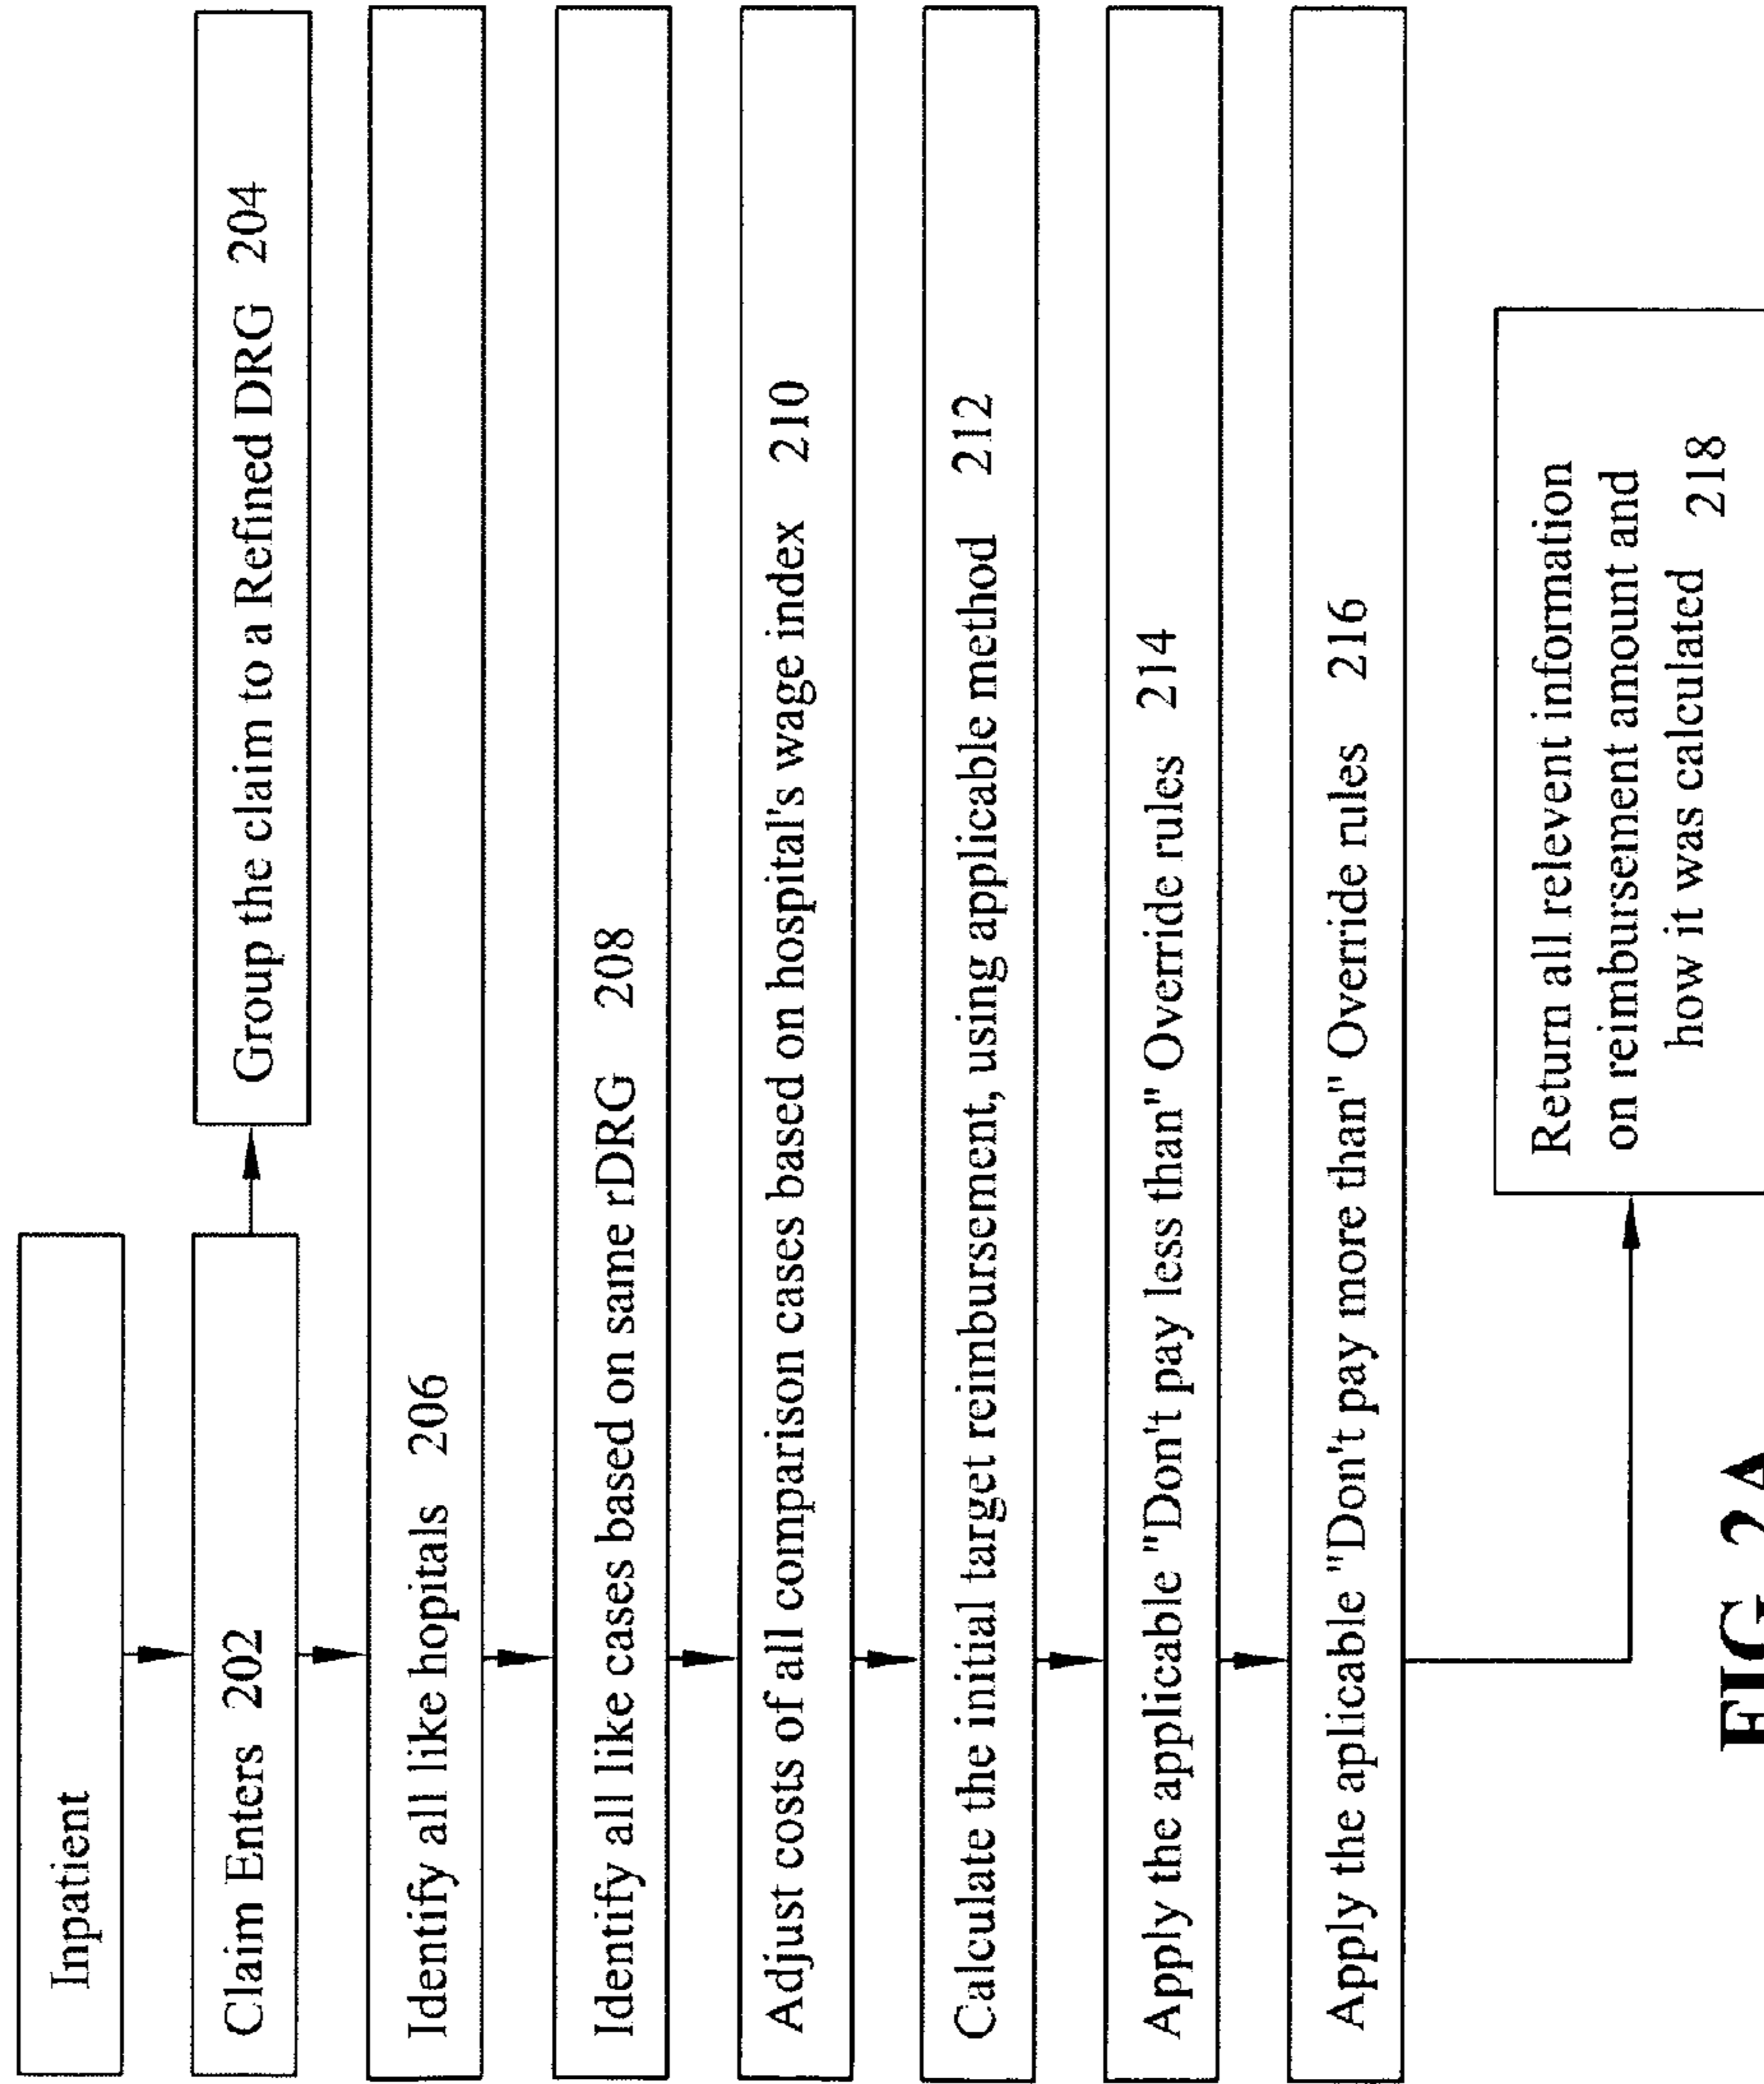 Inpatient
Claim Enters 202
Group the claim to a Refined DRG 204
Identify all like hopitals 206
Identify all like cases based on same rDRG 208
Adjust costs of all comparison cases based on hospital's wage index 210
Calculate the initial target reimbursement, using applicable method 212
Apply the applicable "Don't pay less than" Override rules 214
Apply the aplicable "Don't pay more than" Override rules 216
Return all relevent information
on reimbursement amount and
how it was calculated 218
FIG 2A